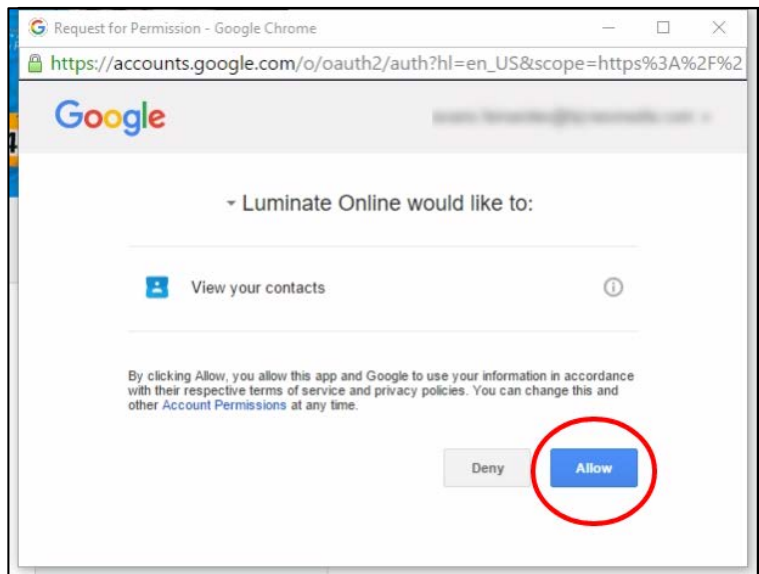 Request for Permission - Google Chrome
https://accounts.google.com/o/oauth2/auth?hl=en_US&scope=https%3A%2F%2
Google
Luminate Online would like to:
View your contacts
By clicking Allow, you allow this app and Google to use your information in accordance
with their respective terms of service and privacy policies. You can change this and
other Account Permissions at any time.
Deny
Allow